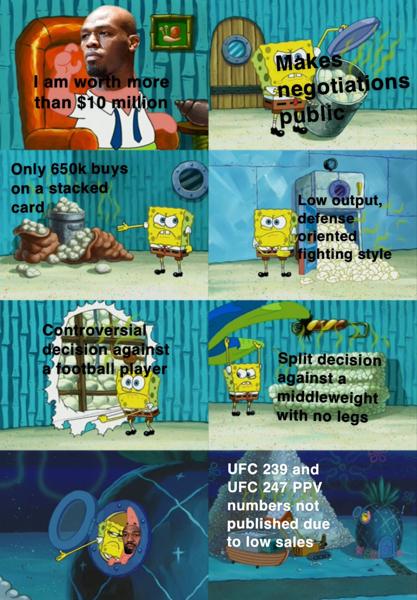 I am worth more
than $10 million
Makes
negotiations
public
Only 650k buys
on a stacked
card
Low output,
defense
oriented
fighting style
Controversial
decision against
a football player
Split decision
against a
middleweight
with no legs
UFC 239 and
UFC 247 PPV
numbers not
published due
to low sales